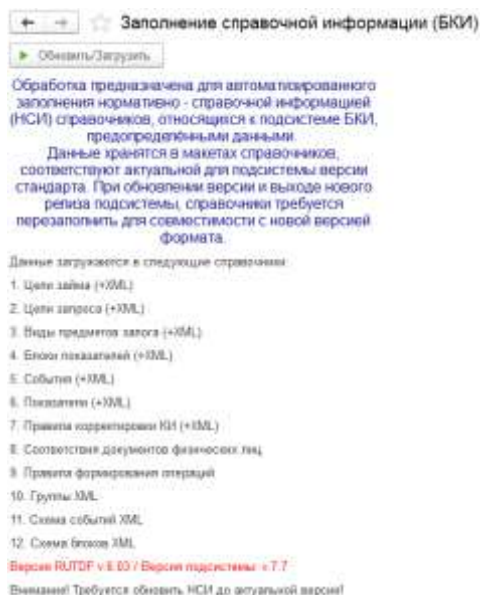 Заполнение справочной информации (БКИ)
Обновить/Загрузить
Обработка предназначена для автоматизированного
заполнения нормативно - справочной информацией
(НСИ) справочников, относящихся к подсистеме БКИ,
предопределёнными данными.
Данные хранятся в макетах справочников,
соответствуют актуальной для подсистемы версии
стандарта. При обновлении версии и выходе нового
релиза подсистемы, справочники требуется
перезаполнить для совместимости с новой версией
формата.
Данные загружаются в следующие справочники:
1. Цели займа (+XML)
2. Цели запроса (+XML)
3. Виды предметов залога (+XML)
4. Блоки показателей (+XML)
5. События (+XML)
6. Показатели (+XML)
7. Правила корректировки КИ (+XML)
8. Соответствия документов физических лиц
9. Правила формирования операций
10. Группы XML
11. Схема событий XML
12. Схема блоков XML
Версия RUTDF v 6.03 / Версия подсистемы: v 7.7
Внимание! Требуется обновить НСИ до актуальной версии!